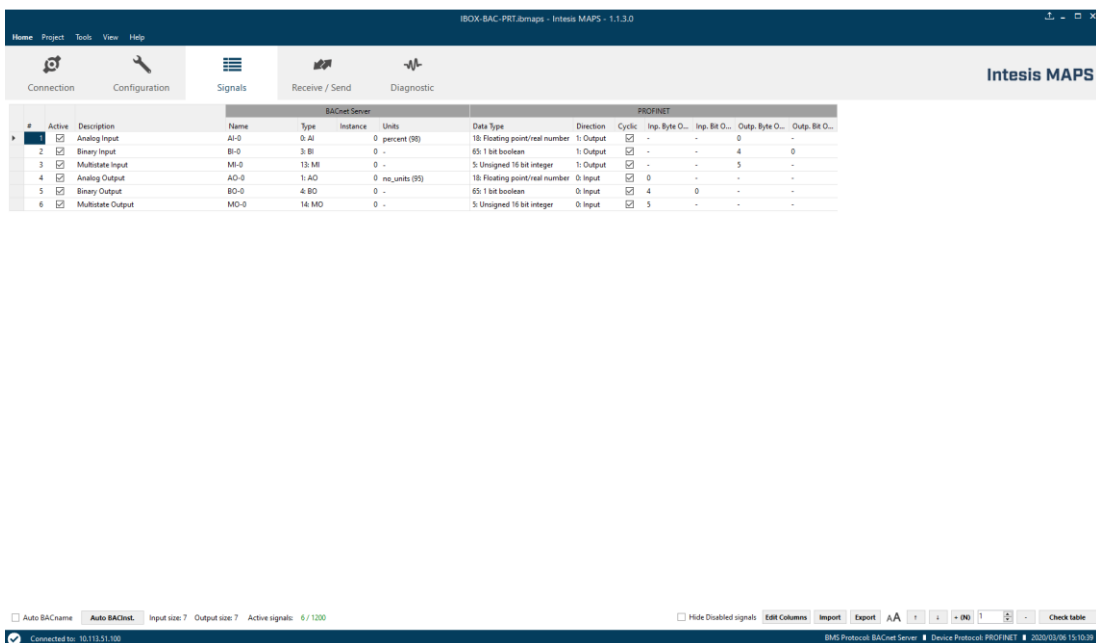 IBOX-BAC-PRT.ibmaps - Intesis MAPS - 1.1.3.0
Home Project Tools View Help
Connection Configuration Signals Receive / Send Diagnostic
Intesis MAPS
BACnet Server PROFINET
# Active Description Name Type Instance Units Data Type Direction Cyclic Inp. Byte O... Inp. Bit O... Outp. Byte O... Outp. Bit O...
1 Analog Input AI-0 0: AI 0 percent (98) 18: Floating point/real number 1: Output - - 0 -
2 Binary Input BI-0 3: BI 0 - 65: 1 bit boolean 1: Output - - 4 0
3 Multistate Input MI-0 13: MI 0 - 5: Unsigned 16 bit integer 1: Output - - 5 -
4 Analog Output AO-0 1: AO 0 no_units (95) 18: Floating point/real number 0: Input 0 - - -
5 Binary Output BO-0 4: BO 0 - 65: 1 bit boolean 0: Input 4 0 - -
6 Multistate Output MO-0 14: MO 0 - 5: Unsigned 16 bit integer 0: Input 5 - - -
Auto BACname Auto BACInst. Input size: 7 Output size: 7 Active signals: 6 / 1200 Hide Disabled signals Edit Columns Import Export AA ↑ ↓ + (N) 1 - Check table
Connected to: 10.113.51.100 BMS Protocol: BACnet Server Device Protocol: PROFINET 2020/03/06 15:10:39